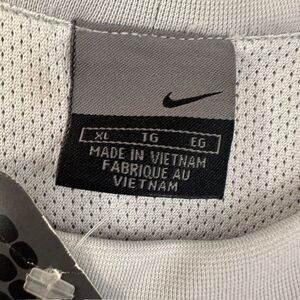 XL TG EG
MADE IN VIETNAM
FABRIQUE AU
VIETNAM